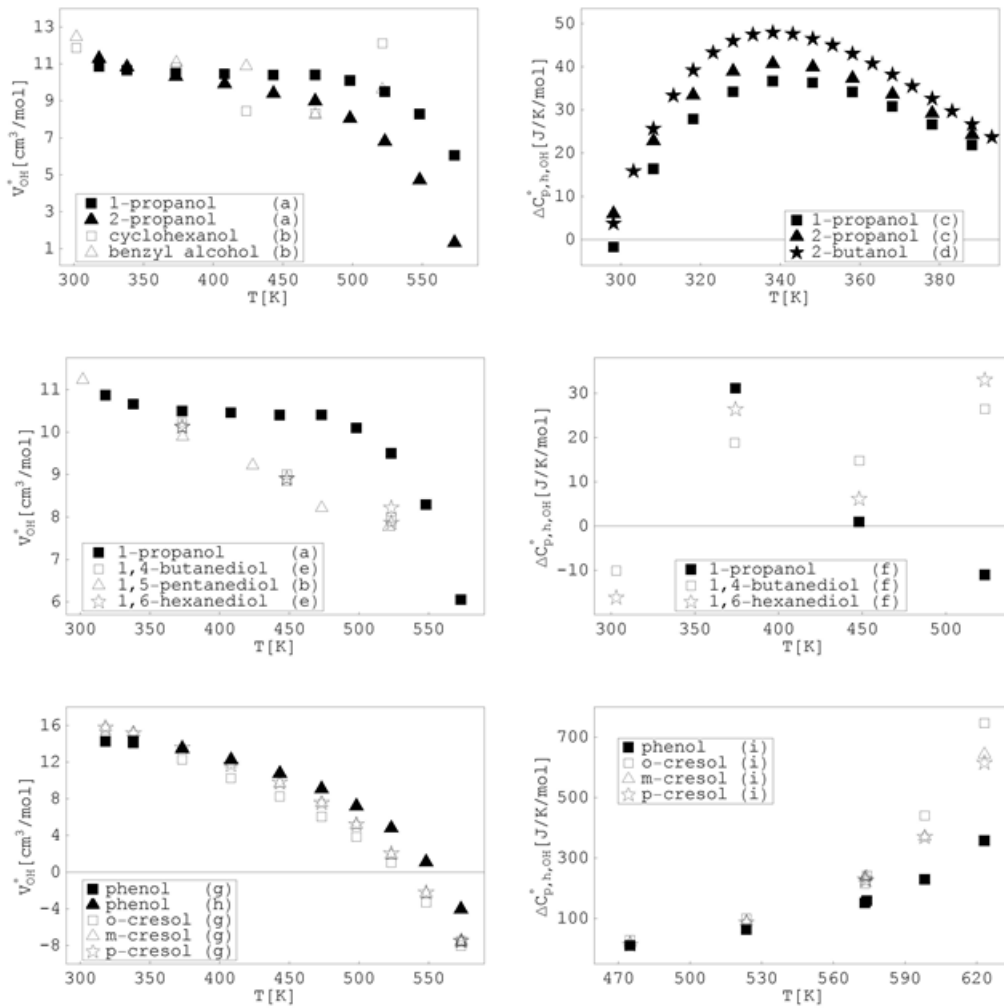 13
11
9
7
5
3
1
V°OH[cm³/mol]
1-propanol (a)
2-propanol (a)
cyclohexanol (b)
benzyl alcohol (b)
300 350 400 450 500 550
T[K]
50
40
30
20
10
0
ΔC°p,h,OH[J/K/mol]
1-propanol (c)
2-propanol (c)
2-butanol (d)
300 320 340 360 380
T[K]
11
10
9
8
7
6
V°OH[cm³/mol]
1-propanol (a)
1,4-butanediol (e)
1,5-pentanediol (b)
1,6-hexanediol (e)
300 350 400 450 500 550
T[K]
30
20
10
0
-10
ΔC°p,h,OH[J/K/mol]
1-propanol (f)
1,4-butanediol (f)
1,6-hexanediol (f)
300 350 400 450 500
T[K]
16
12
8
4
0
-4
-8
V°OH[cm³/mol]
phenol (g)
phenol (h)
o-cresol (g)
m-cresol (g)
p-cresol (g)
300 350 400 450 500 550
T[K]
700
500
300
100
ΔC°p,h,OH[J/K/mol]
phenol (i)
o-cresol (i)
m-cresol (i)
p-cresol (i)
470 500 530 560 590 620
T[K]